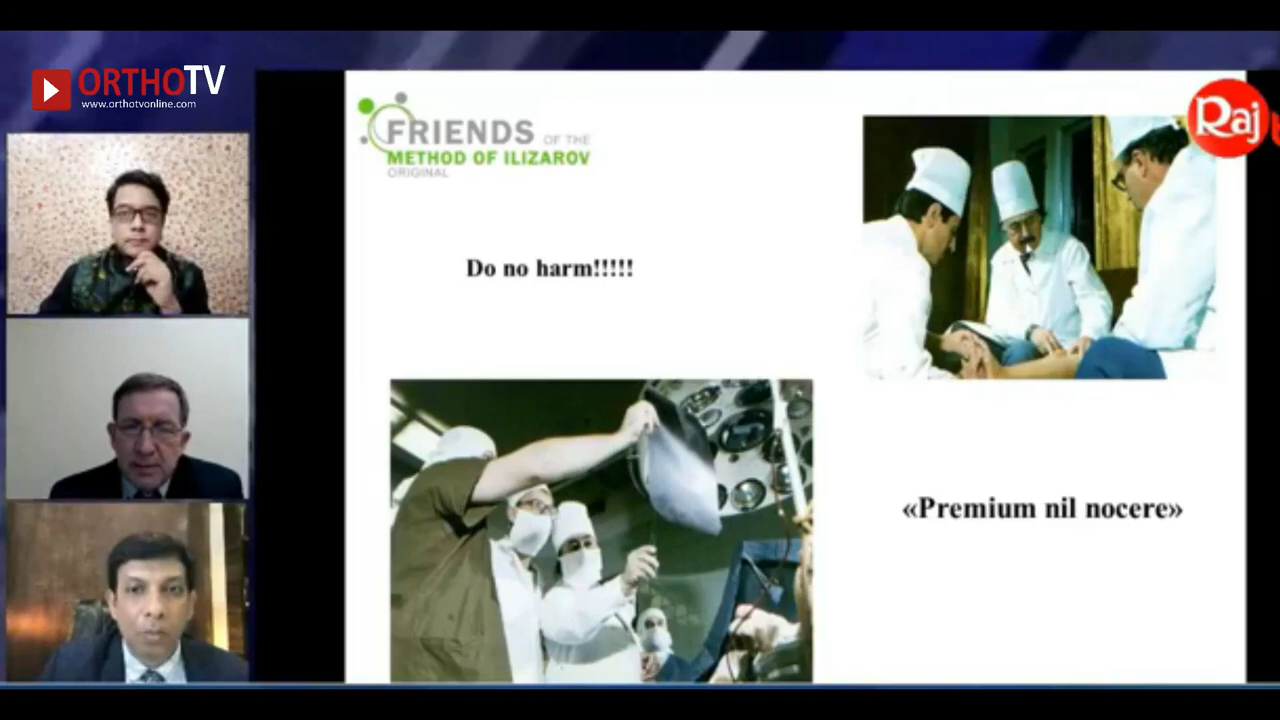 ORTHOTV
www.orthotvonline.com
FRIENDS OF THE
METHOD OF ILIZAROV
ORIGINAL
Raj
Do no harm!!!!!
«Premium nil nocere»